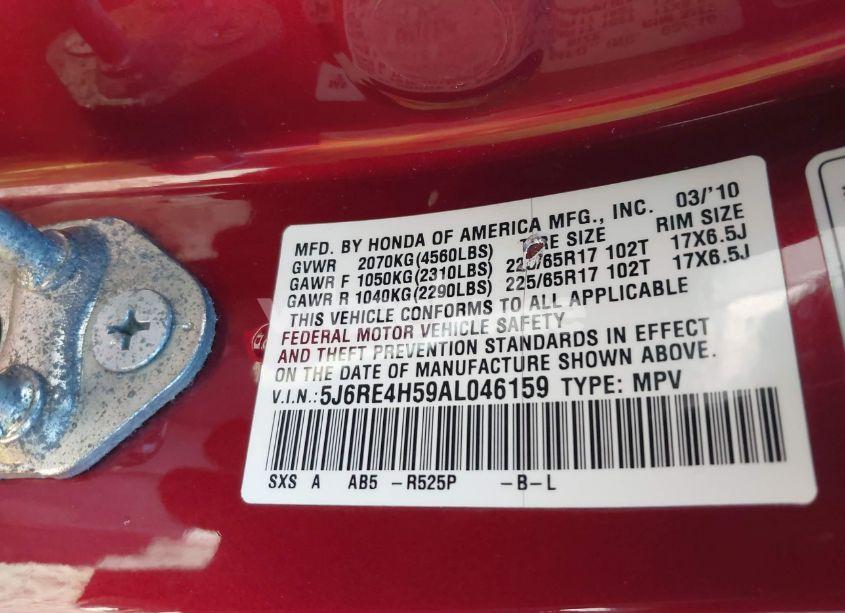 MFD. BY HONDA OF AMERICA MFG., INC. 03/'10
GVWR 2070KG(4560LBS) SIZE RIM SIZE
GAWR F 1050KG(2310LBS) 225/65R17 102T 17X6.5J
GAWR R 1040KG(2290LBS) 225/65R17 102T 17X6.5J
THIS VEHICLE CONFORMS TO ALL APPLICABLE
FEDERAL MOTOR VEHICLE SAFETY
AND THEFT PREVENTION STANDARDS IN EFFECT
ON THE DATE OF MANUFACTURE SHOWN ABOVE.
V.I.N.:5J6RE4H59AL046159 TYPE: MPV
SXS A AB5 -R525P -B-L